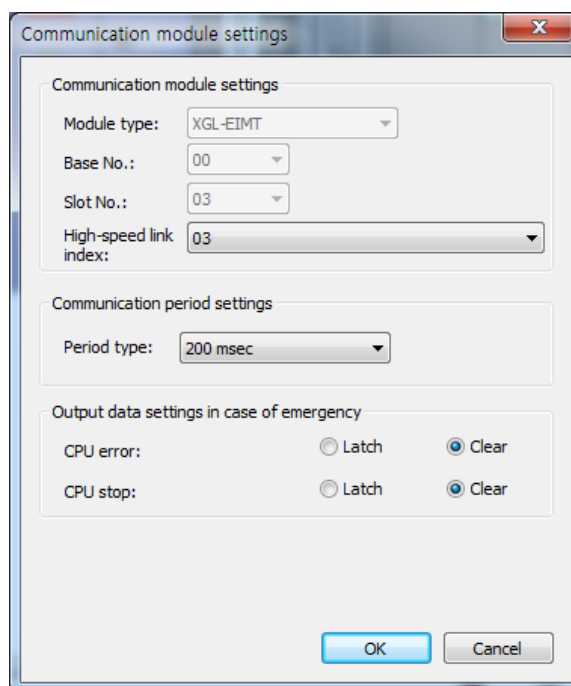 Communication module settings
Communication module settings
Module type: XGL-EIMT
Base No.: 00
Slot No.: 03
High-speed link index: 03
Communication period settings
Period type: 200 msec
Output data settings in case of emergency
CPU error: Latch Clear
CPU stop: Latch Clear
OK Cancel